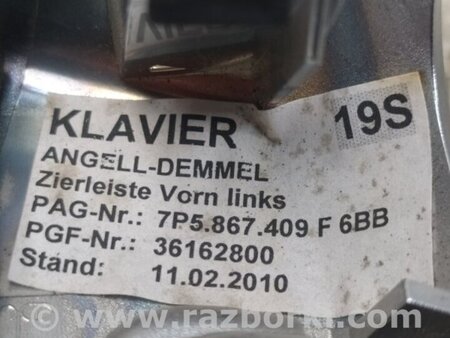 KLAVIER 19S
ANGELL-DEMMEL
Zierleiste Vorn links
PAG-Nr.: 7P5.867.409 F 6BB
PGF-Nr.: 36162800
Stand: 11.02.2010
www.razborkt.com